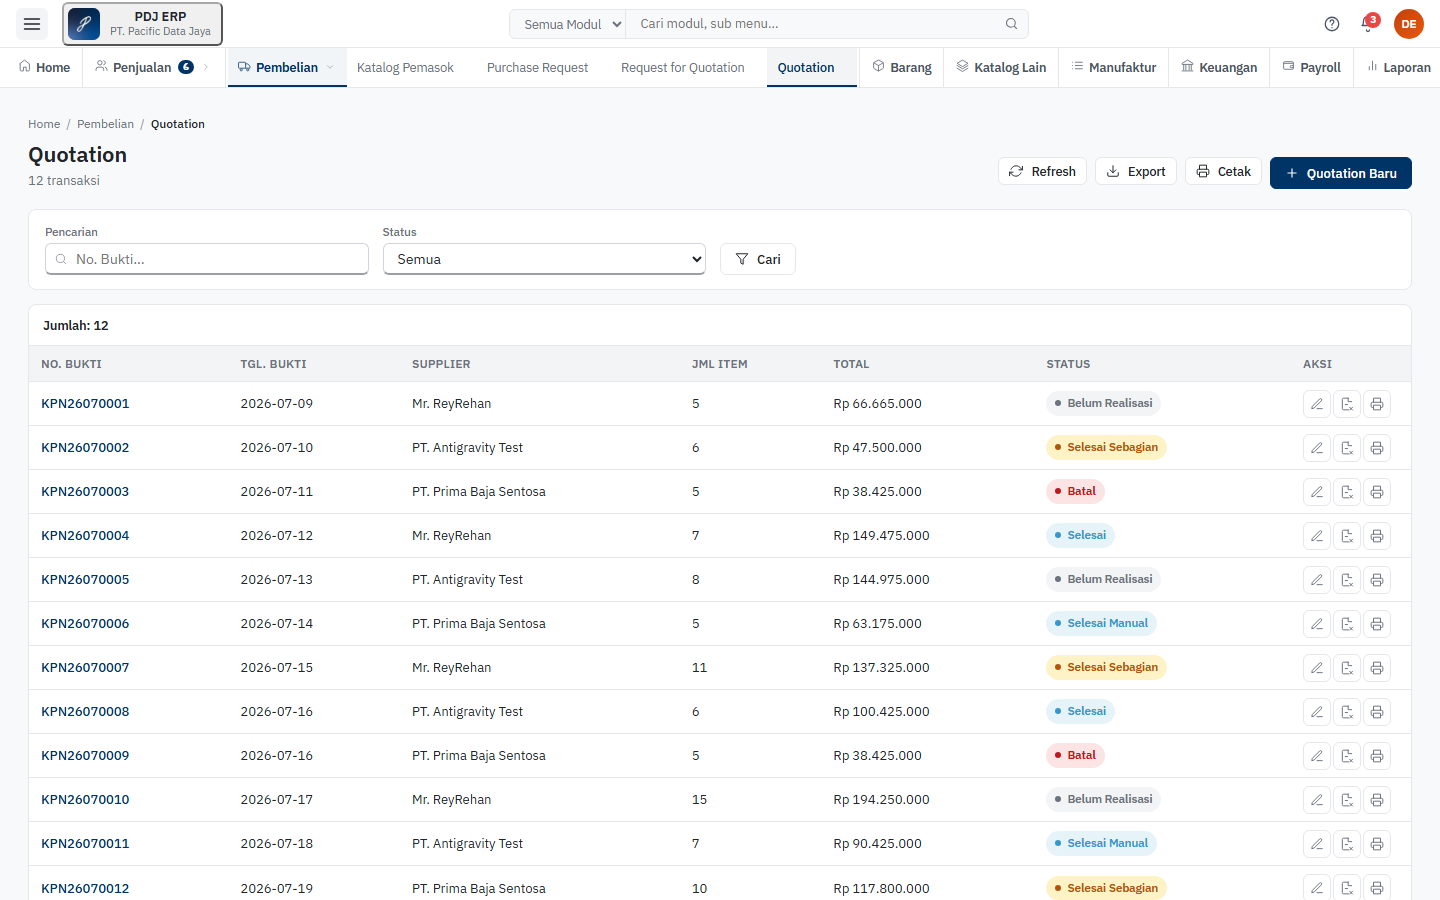 PDJ ERP
PT. Pacific Data Jaya
Semua Modul
Cari modul, sub menu...
3
DE
Home
Penjualan 6
Pembelian
Katalog Pemasok
Purchase Request
Request for Quotation
Quotation
Barang
Katalog Lain
Manufaktur
Keuangan
Payroll
Laporan
Home / Pembelian / Quotation
Quotation
12 transaksi
Refresh
Export
Cetak
Quotation Baru
Pencarian
Status
No. Bukti...
Semua
Cari
Jumlah: 12
NO. BUKTI TGL. BUKTI SUPPLIER JML ITEM TOTAL STATUS AKSI
KPN26070001 2026-07-09 Mr. ReyRehan 5 Rp 66.665.000 Belum Realisasi
KPN26070002 2026-07-10 PT. Antigravity Test 6 Rp 47.500.000 Selesai Sebagian
KPN26070003 2026-07-11 PT. Prima Baja Sentosa 5 Rp 38.425.000 Batal
KPN26070004 2026-07-12 Mr. ReyRehan 7 Rp 149.475.000 Selesai
KPN26070005 2026-07-13 PT. Antigravity Test 8 Rp 144.975.000 Belum Realisasi
KPN26070006 2026-07-14 PT. Prima Baja Sentosa 5 Rp 63.175.000 Selesai Manual
KPN26070007 2026-07-15 Mr. ReyRehan 11 Rp 137.325.000 Selesai Sebagian
KPN26070008 2026-07-16 PT. Antigravity Test 6 Rp 100.425.000 Selesai
KPN26070009 2026-07-16 PT. Prima Baja Sentosa 5 Rp 38.425.000 Batal
KPN26070010 2026-07-17 Mr. ReyRehan 15 Rp 194.250.000 Belum Realisasi
KPN26070011 2026-07-18 PT. Antigravity Test 7 Rp 90.425.000 Selesai Manual
KPN26070012 2026-07-19 PT. Prima Baja Sentosa 10 Rp 117.800.000 Selesai Sebagian